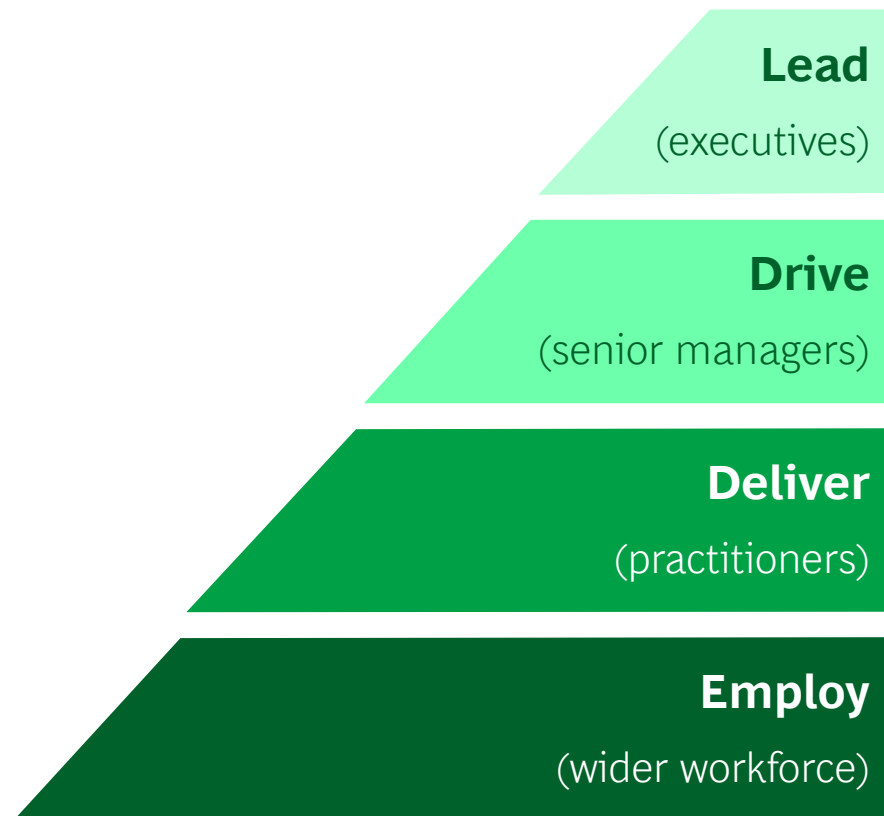 Lead
(executives)
Drive
(senior managers)
Deliver
(practitioners)
Employ
(wider workforce)